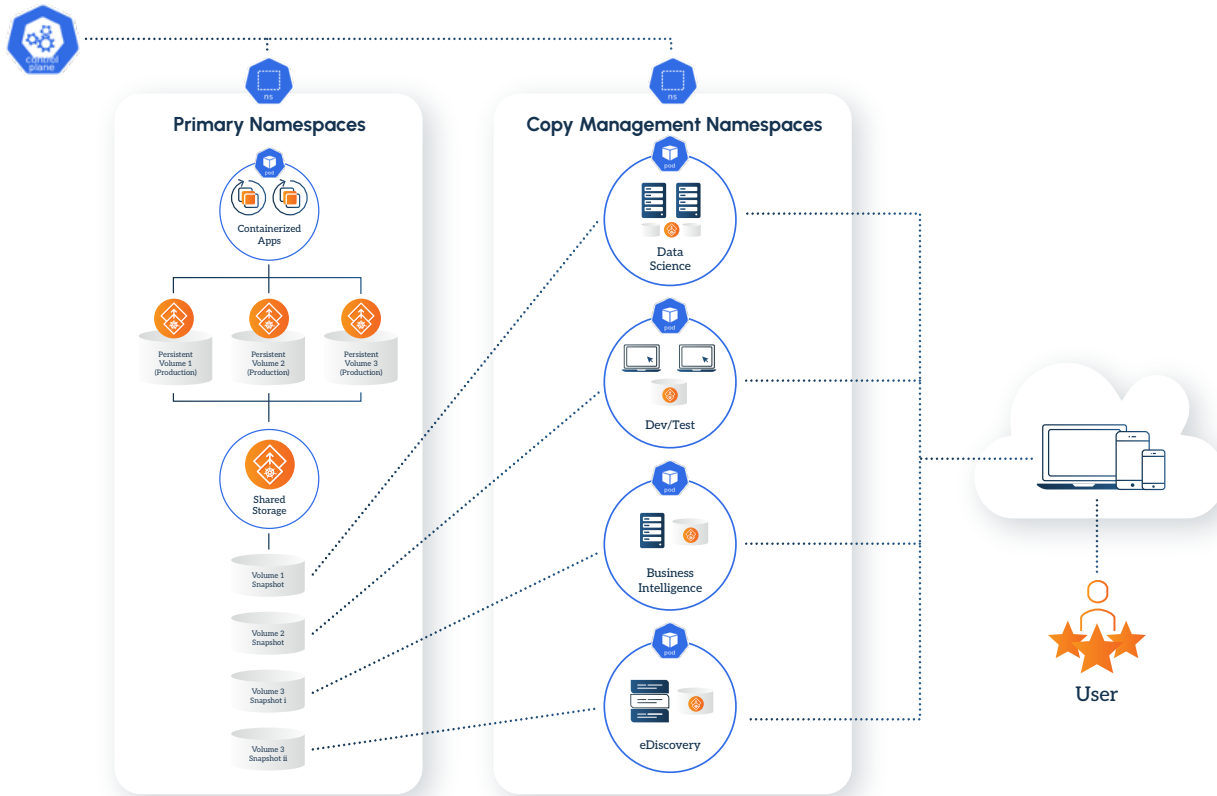 control
plane
ns
ns
Primary Namespaces
pod
Containerized
Apps
Persistent
Volume 1
(Production)
Persistent
Volume 2
(Production)
Persistent
Volume 3
(Production)
Shared
Storage
Volume 1
Snapshot
Volume 2
Snapshot
Volume 3
Snapshot i
Volume 3
Snapshot ii
Copy Management Namespaces
pod
Data
Science
pod
Dev/Test
pod
Business
Intelligence
pod
eDiscovery
User